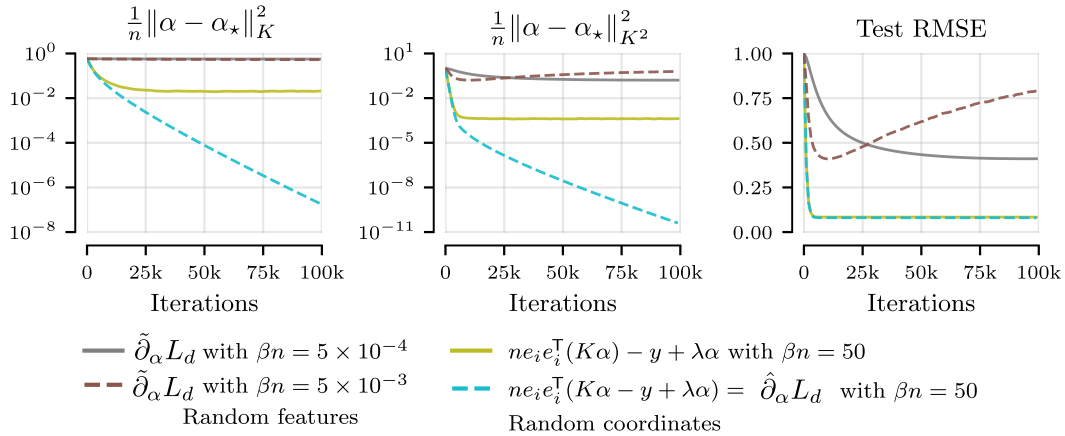 1/n ‖α − α⋆‖²_K
10⁰
10⁻²
10⁻⁴
10⁻⁶
10⁻⁸
0 25k 50k 75k 100k
Iterations
1/n ‖α − α⋆‖²_{K²}
10¹
10⁻²
10⁻⁵
10⁻⁸
10⁻¹¹
0 25k 50k 75k 100k
Iterations
Test RMSE
1.00
0.75
0.50
0.25
0.00
0 25k 50k 75k 100k
Iterations
∂̃_α L_d with βn = 5 × 10⁻⁴
∂̃_α L_d with βn = 5 × 10⁻³
Random features
ne_i e_i^T(Kα) − y + λα with βn = 50
ne_i e_i^T(Kα − y + λα) = ∂̂_α L_d with βn = 50
Random coordinates